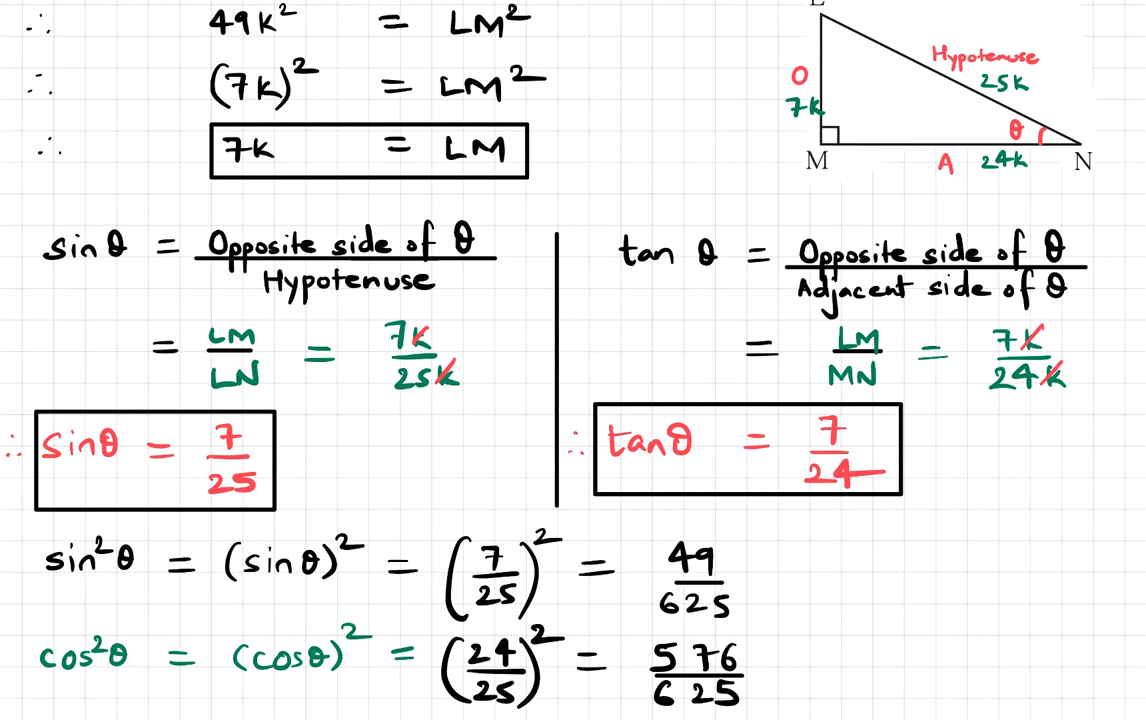 ∴ 49k² = LM²
∴ (7k)² = LM²
∴ 7k = LM
Hypotenuse
25k
O
7k
θ
M
A
24k
N
sin θ = Opposite side of θ / Hypotenuse
= LM/LN = 7k/25k
∴ sinθ = 7/25
tan θ = Opposite side of θ / Adjacent side of θ
= LM/MN = 7k/24k
∴ tanθ = 7/24
sin²θ = (sinθ)² = (7/25)² = 49/625
cos²θ = (cosθ)² = (24/25)² = 576/625